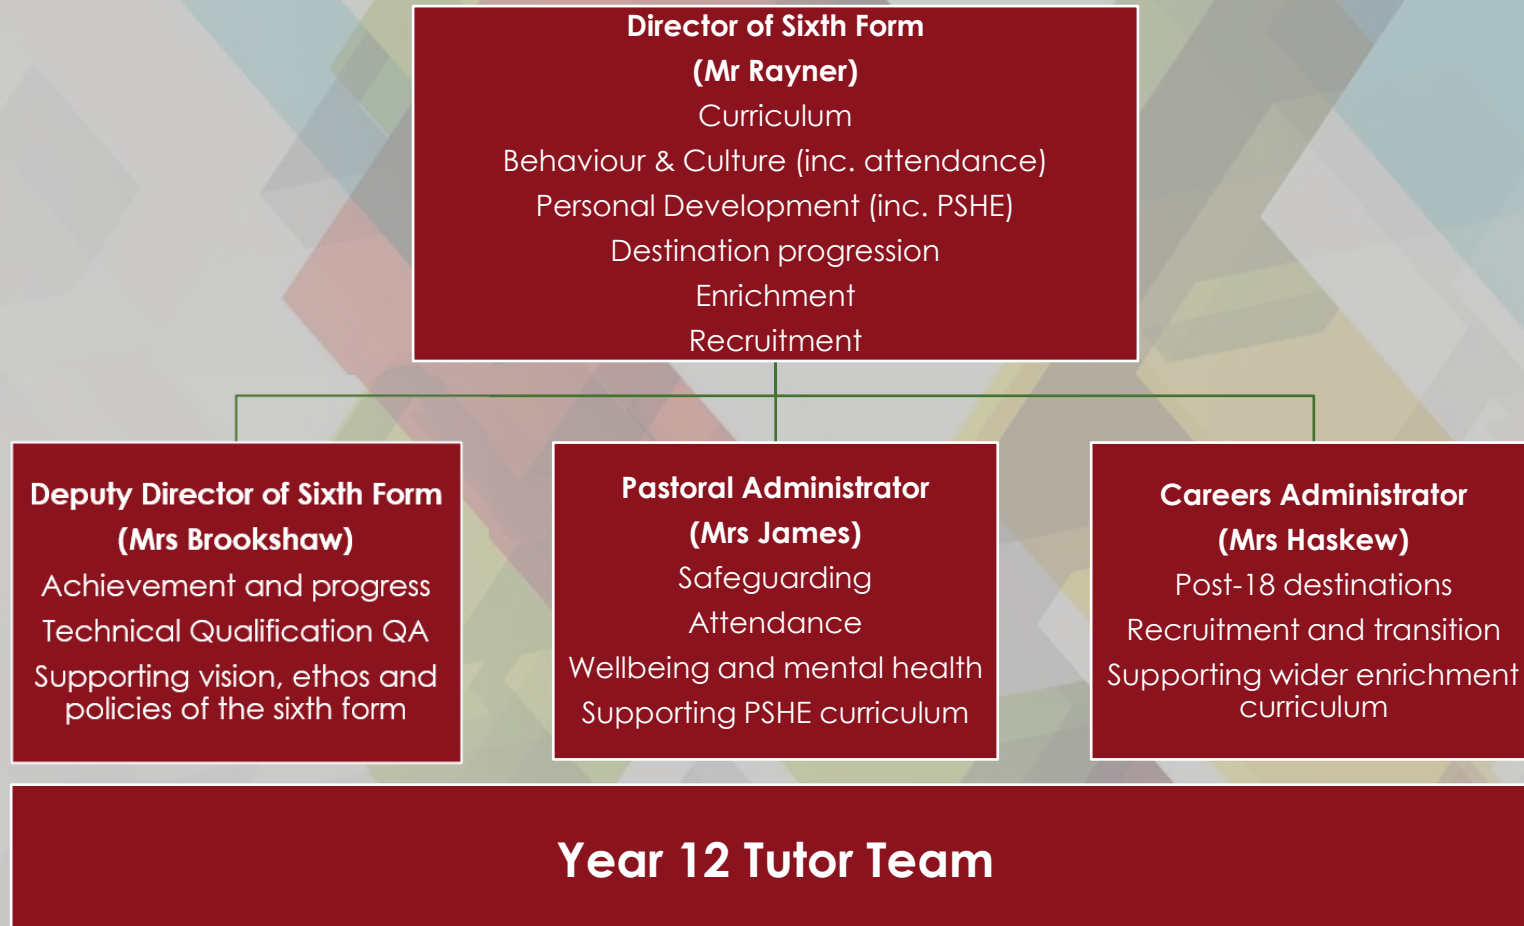 Director of Sixth Form
(Mr Rayner)
Curriculum
Behaviour & Culture (inc. attendance)
Personal Development (inc. PSHE)
Destination progression
Enrichment
Recruitment
Deputy Director of Sixth Form
(Mrs Brookshaw)
Achievement and progress
Technical Qualification QA
Supporting vision, ethos and
policies of the sixth form
Pastoral Administrator
(Mrs James)
Safeguarding
Attendance
Wellbeing and mental health
Supporting PSHE curriculum
Careers Administrator
(Mrs Haskew)
Post-18 destinations
Recruitment and transition
Supporting wider enrichment
curriculum
Year 12 Tutor Team